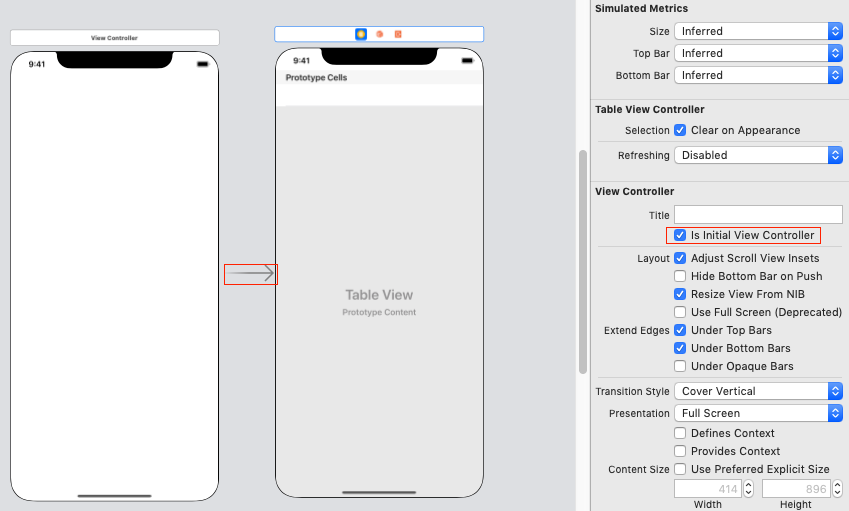 View Controller
9:41
9:41
Prototype Cells
Table View
Prototype Content
Simulated Metrics
Size Inferred
Top Bar Inferred
Bottom Bar Inferred
Table View Controller
Selection Clear on Appearance
Refreshing Disabled
View Controller
Title
Is Initial View Controller
Layout Adjust Scroll View Insets
Hide Bottom Bar on Push
Resize View From NIB
Use Full Screen (Deprecated)
Extend Edges Under Top Bars
Under Bottom Bars
Under Opaque Bars
Transition Style Cover Vertical
Presentation Full Screen
Defines Context
Provides Context
Content Size Use Preferred Explicit Size
414 896
Width Height